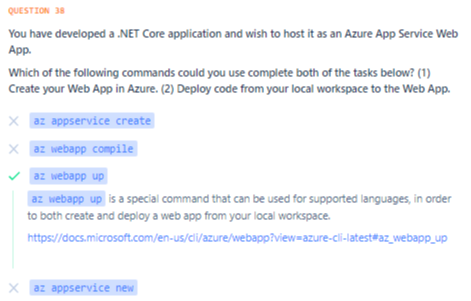 QUESTION 38
You have developed a .NET Core application and wish to host it as an Azure App Service Web
App.
Which of the following commands could you use complete both of the tasks below? (1)
Create your Web App in Azure. (2) Deploy code from your local workspace to the Web App.
az appservice create
az webapp compile
az webapp up
az webapp up is a special command that can be used for supported languages, in order
to both create and deploy a web app from your local workspace.
https://docs.microsoft.com/en-us/cli/azure/webapp?view=azure-cli-latest#az_webapp_up
az appservice new